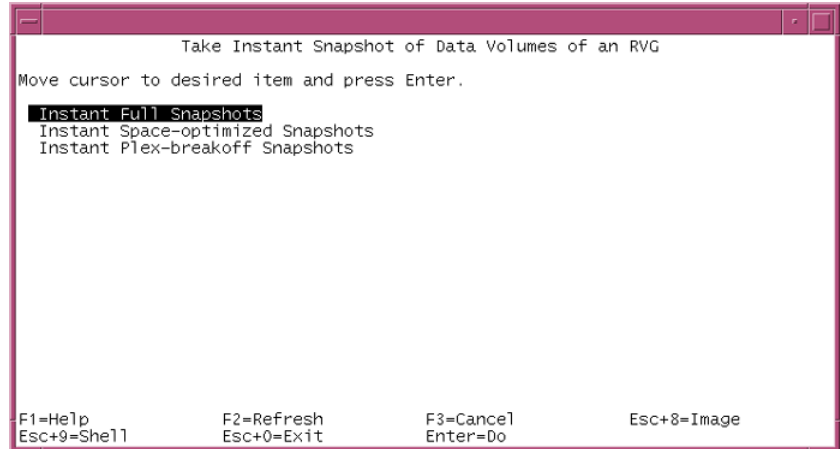 Take Instant Snapshot of Data Volumes of an RVG
Move cursor to desired item and press Enter.
Instant Full Snapshots
Instant Space-optimized Snapshots
Instant Plex-breakoff Snapshots
F1=Help F2=Refresh F3=Cancel Esc+8=Image
Esc+9=Shell Esc+0=Exit Enter=Do